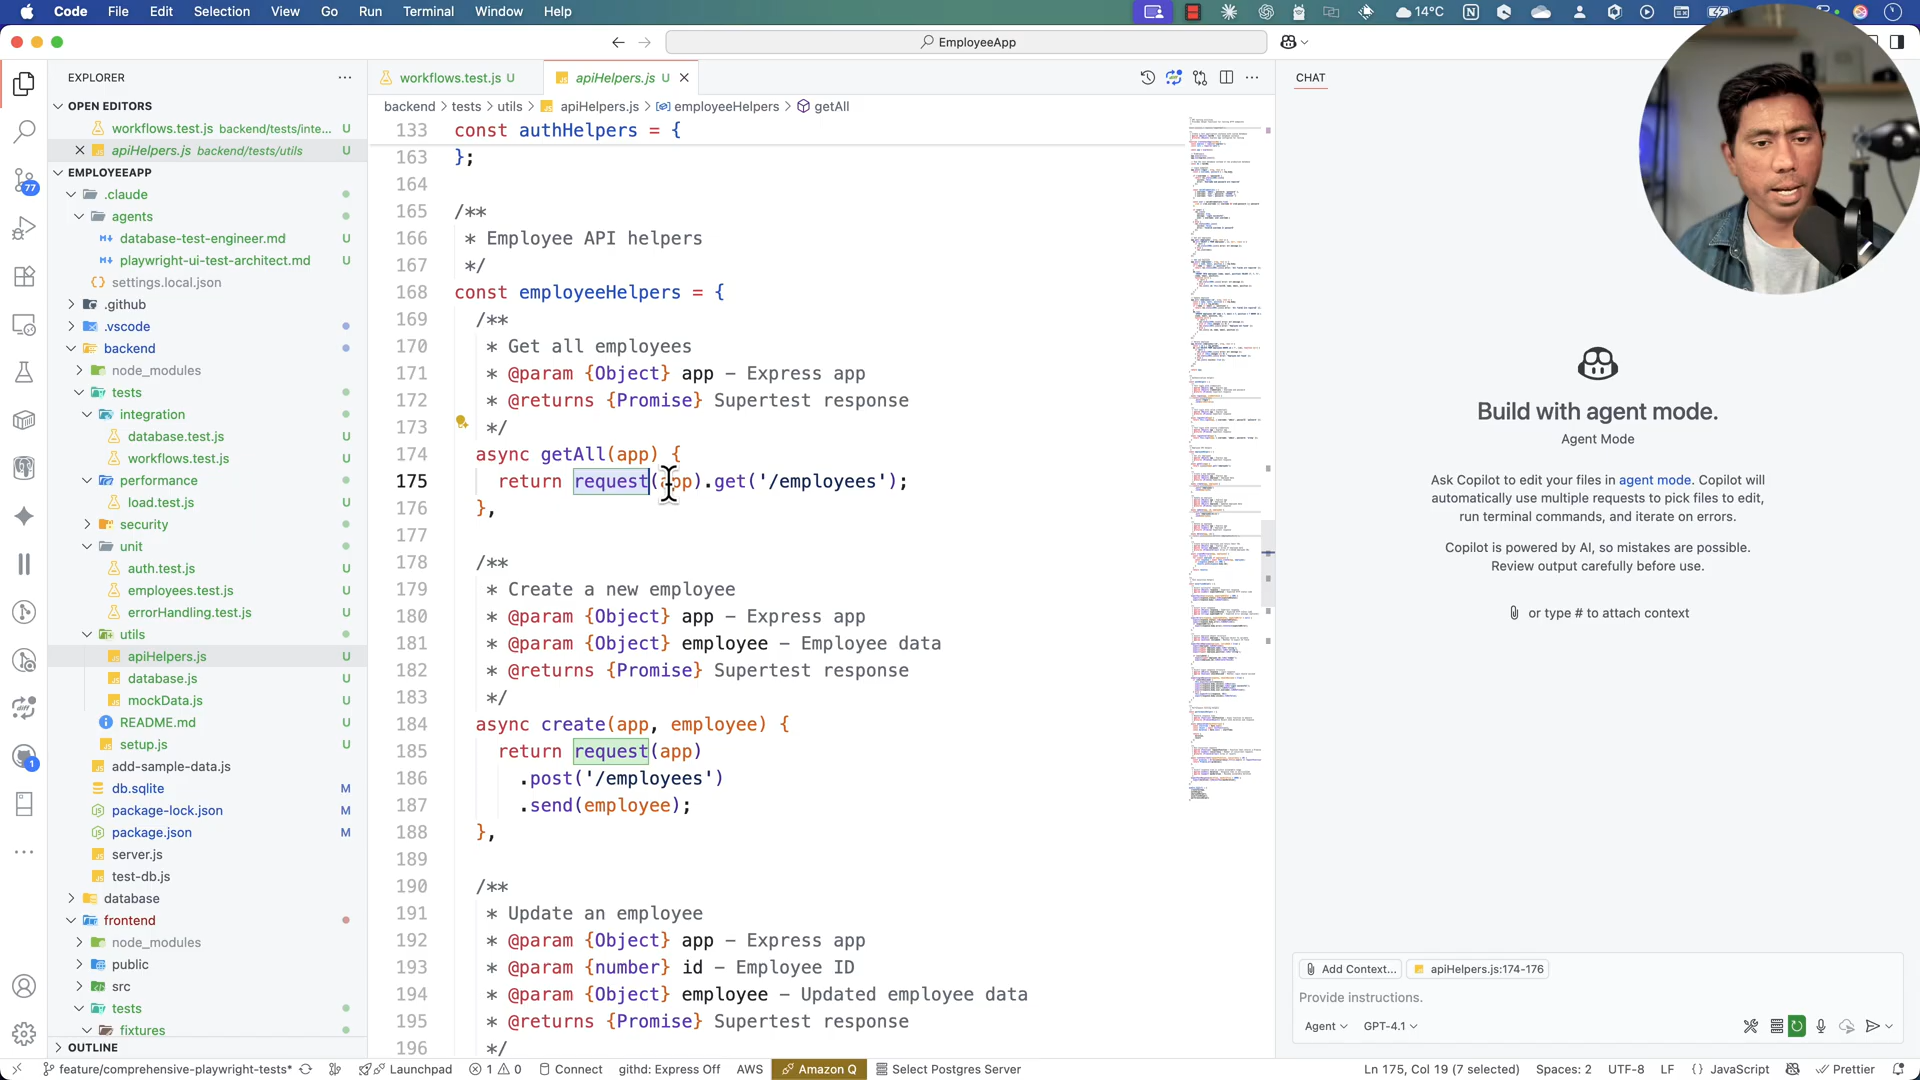 Code File Edit Selection View Go Run Terminal Window Help
14°C
EmployeeApp
EXPLORER
OPEN EDITORS
workflows.test.js backend/tests/inte... U
apiHelpers.js backend/tests/utils U
EMPLOYEEAPP
.claude
agents
database-test-engineer.md U
playwright-ui-test-architect.md U
settings.local.json
.github
.vscode
backend
node_modules
tests
integration
database.test.js U
workflows.test.js U
performance
load.test.js U
security
unit
auth.test.js U
employees.test.js U
errorHandling.test.js U
utils
apiHelpers.js U
database.js U
mockData.js U
README.md U
setup.js U
add-sample-data.js
db.sqlite M
package-lock.json M
package.json M
server.js
test-db.js
database
frontend
node_modules
public
src
tests
fixtures
OUTLINE
77
1
workflows.test.js U
apiHelpers.js U
backend > tests > utils > apiHelpers.js > employeeHelpers > getAll
133 const authHelpers = {
163 };
164
165 /**
166 * Employee API helpers
167 */
168 const employeeHelpers = {
169 /**
170 * Get all employees
171 * @param {Object} app – Express app
172 * @returns {Promise} Supertest response
173 */
174 async getAll(app) {
175 return request(app).get('/employees');
176 },
177
178 /**
179 * Create a new employee
180 * @param {Object} app – Express app
181 * @param {Object} employee – Employee data
182 * @returns {Promise} Supertest response
183 */
184 async create(app, employee) {
185 return request(app)
186 .post('/employees')
187 .send(employee);
188 },
189
190 /**
191 * Update an employee
192 * @param {Object} app – Express app
193 * @param {number} id – Employee ID
194 * @param {Object} employee – Updated employee data
195 * @returns {Promise} Supertest response
196 */
CHAT
Build with agent mode.
Agent Mode
Ask Copilot to edit your files in agent mode. Copilot will
automatically use multiple requests to pick files to edit,
run terminal commands, and iterate on errors.
Copilot is powered by AI, so mistakes are possible.
Review output carefully before use.
or type # to attach context
Add Context...
apiHelpers.js:174-176
Provide instructions.
Agent
GPT-4.1
feature/comprehensive-playwright-tests* Launchpad 1 0 Connect githd: Express Off AWS Amazon Q Select Postgres Server Ln 175, Col 19 (7 selected) Spaces: 2 UTF-8 LF {} JavaScript Prettier